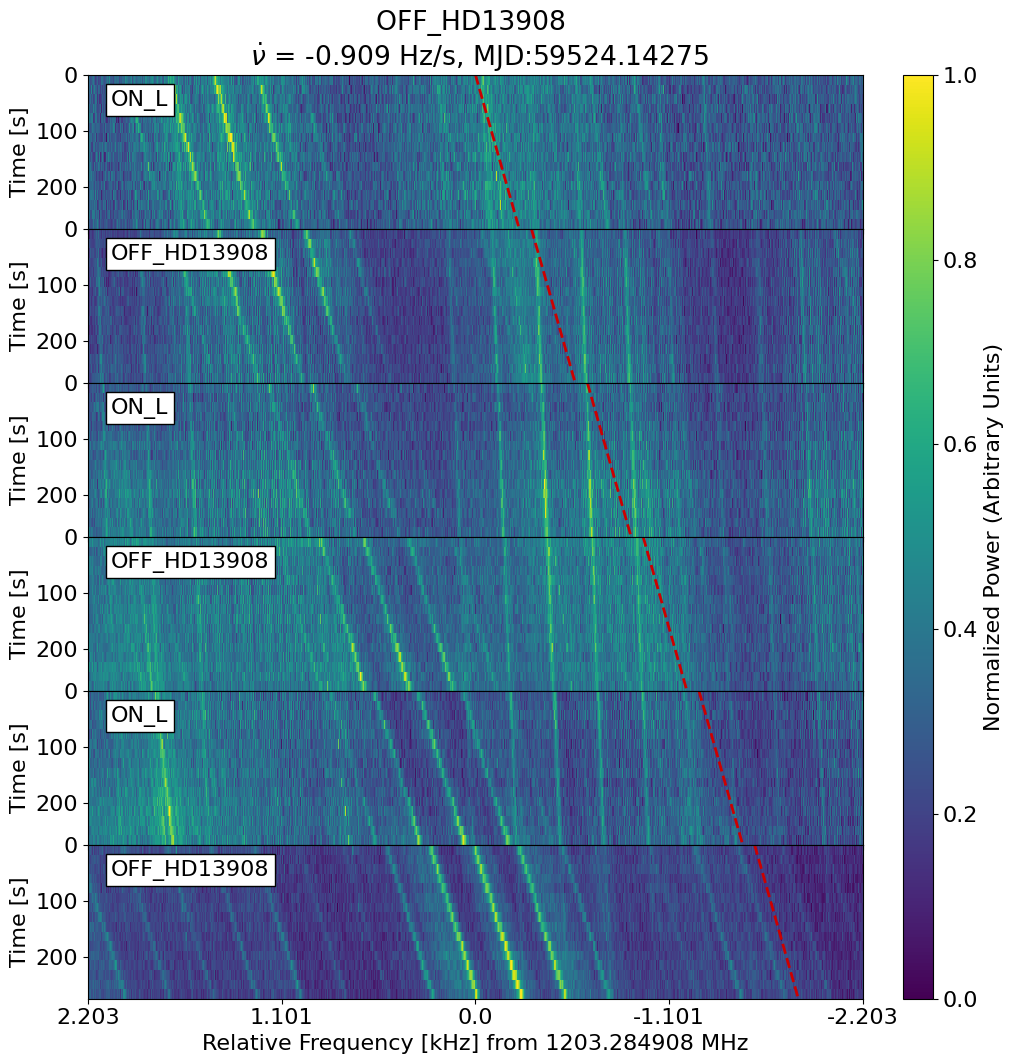 OFF_HD13908
ν̇ = -0.909 Hz/s, MJD:59524.14275
0
100
200
Time [s]
ON_L
0
100
200
Time [s]
OFF_HD13908
0
100
200
Time [s]
ON_L
0
100
200
Time [s]
OFF_HD13908
0
100
200
Time [s]
ON_L
0
100
200
Time [s]
OFF_HD13908
2.203 1.101 0.0 -1.101 -2.203
Relative Frequency [kHz] from 1203.284908 MHz
1.0
0.8
0.6
0.4
0.2
0.0
Normalized Power (Arbitrary Units)